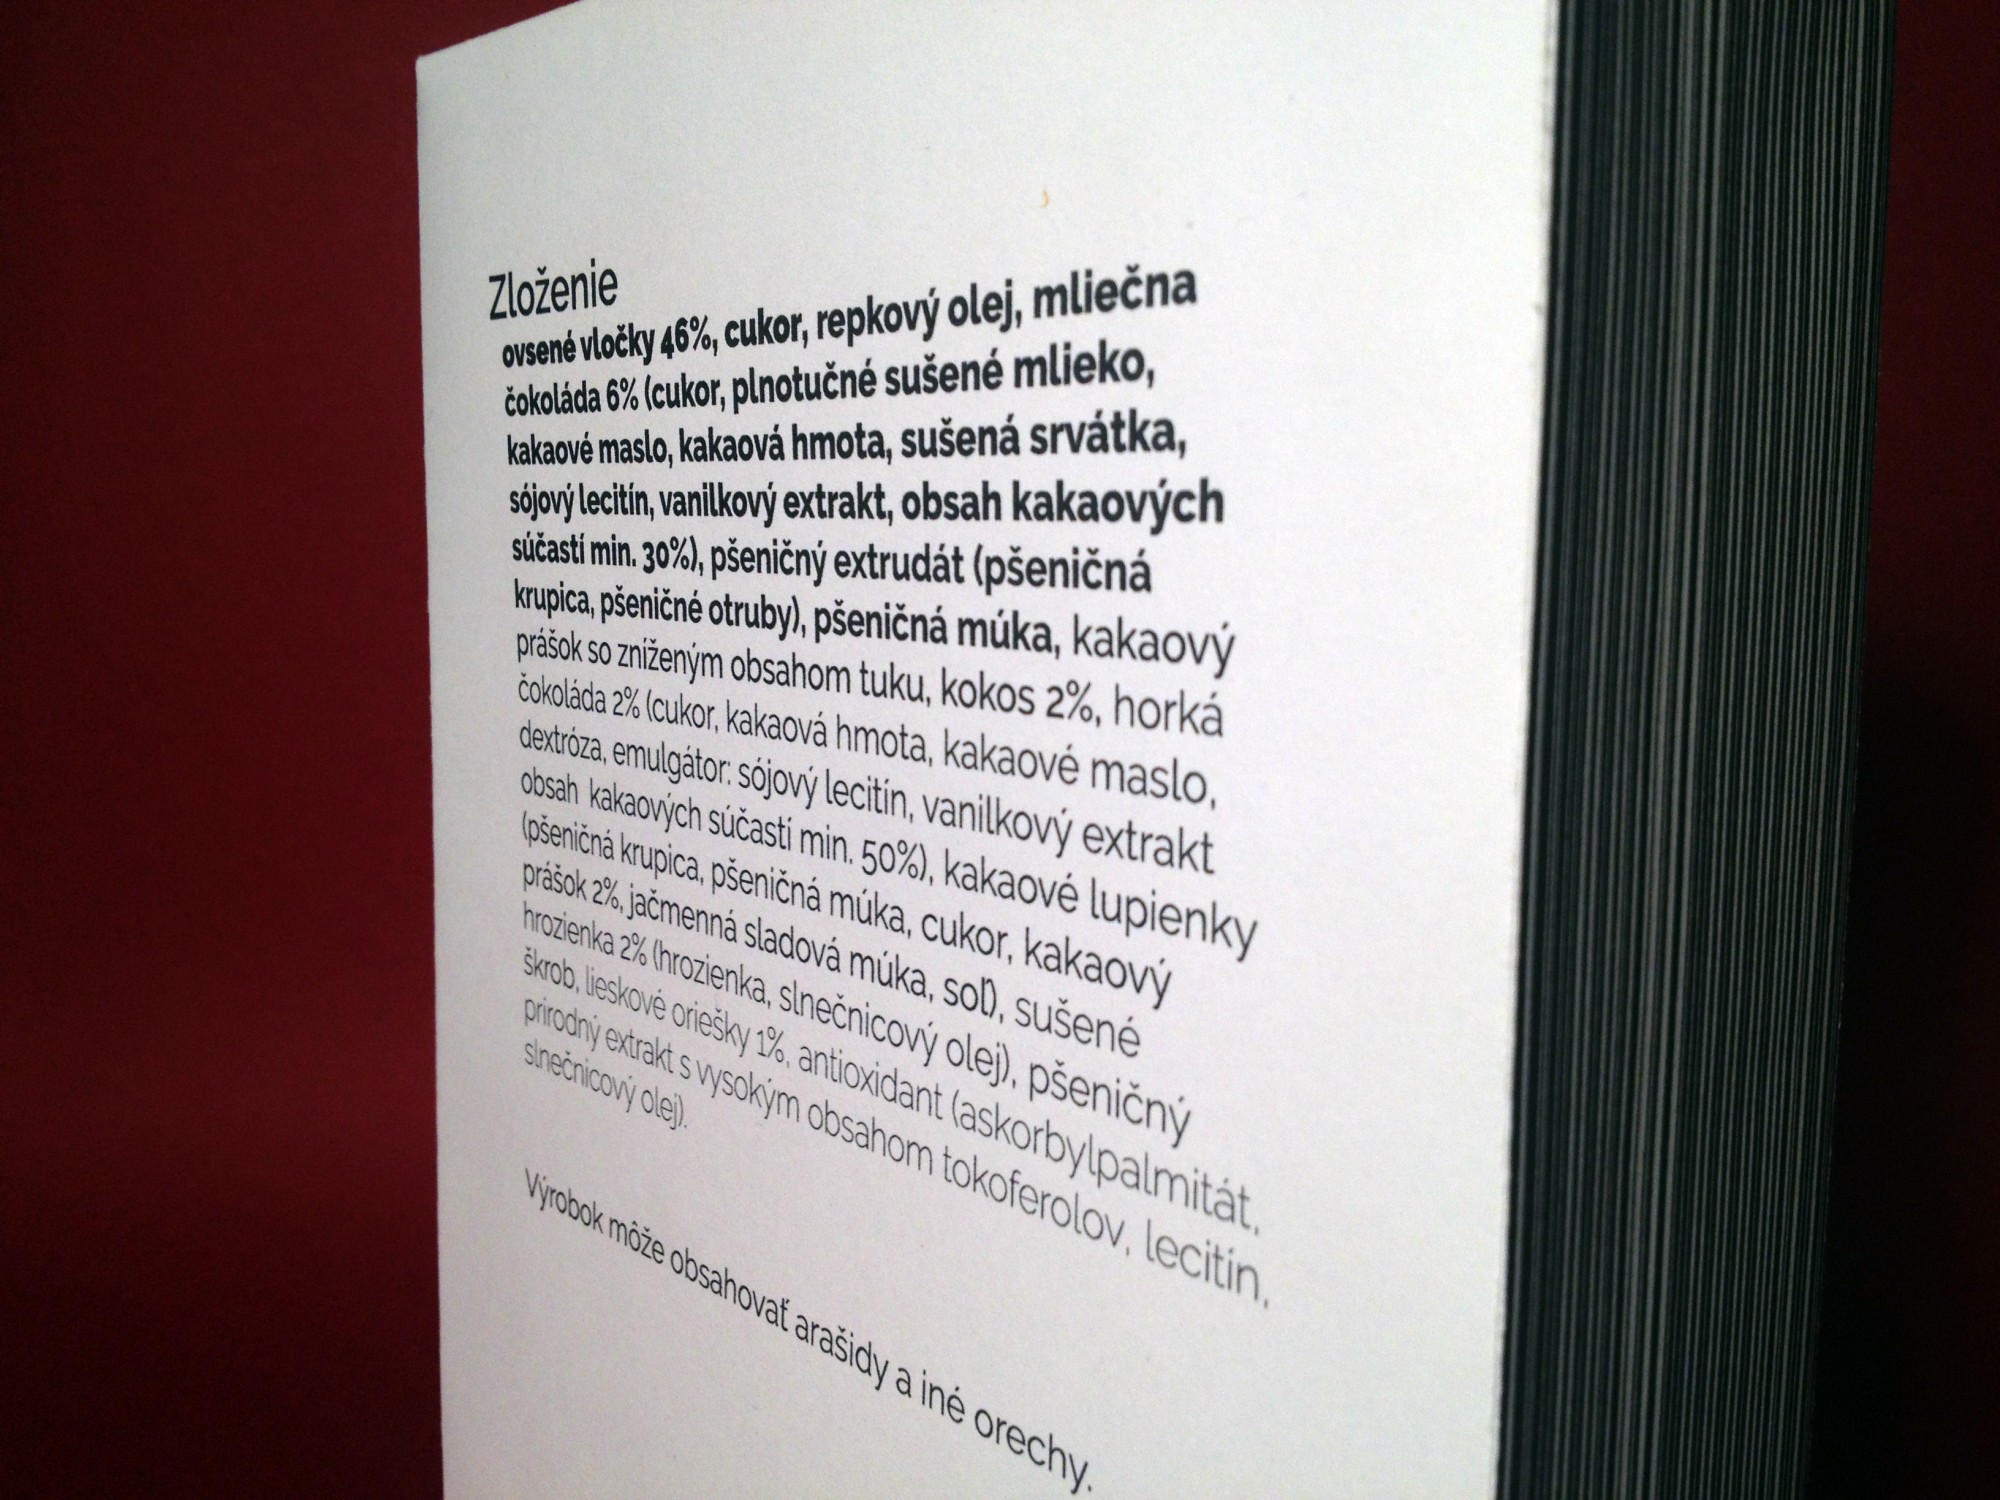 Zloženie
ovsené vločky 46%, cukor, repkový olej, mliečna
čokoláda 6% (cukor, plnotučné sušené mlieko,
kakaové maslo, kakaová hmota, sušená srvátka,
sójový lecitín, vanilkový extrakt, obsah kakaových
súčastí min. 30%), pšeničný extrudát (pšeničná
krupica, pšeničné otruby), pšeničná múka, kakaový
prášok so zníženým obsahom tuku, kokos 2%, horká
čokoláda 2% (cukor, kakaová hmota, kakaové maslo,
dextróza, emulgátor: sójový lecitín, vanilkový extrakt
obsah kakaových súčastí min. 50%), kakaové lupienky
(pšeničná krupica, pšeničná múka, cukor, kakaový
prášok 2%, jačmenná sladová múka, soľ), sušené
hrozienka 2% (hrozienka, slnečnicový olej), pšeničný
škrob, lieskové oriešky 1%, antioxidant (askorbylpalmitát,
prírodný extrakt s vysokým obsahom tokoferolov, lecitín,
slnečnicový olej).
Výrobok môže obsahovať arašidy a iné orechy.